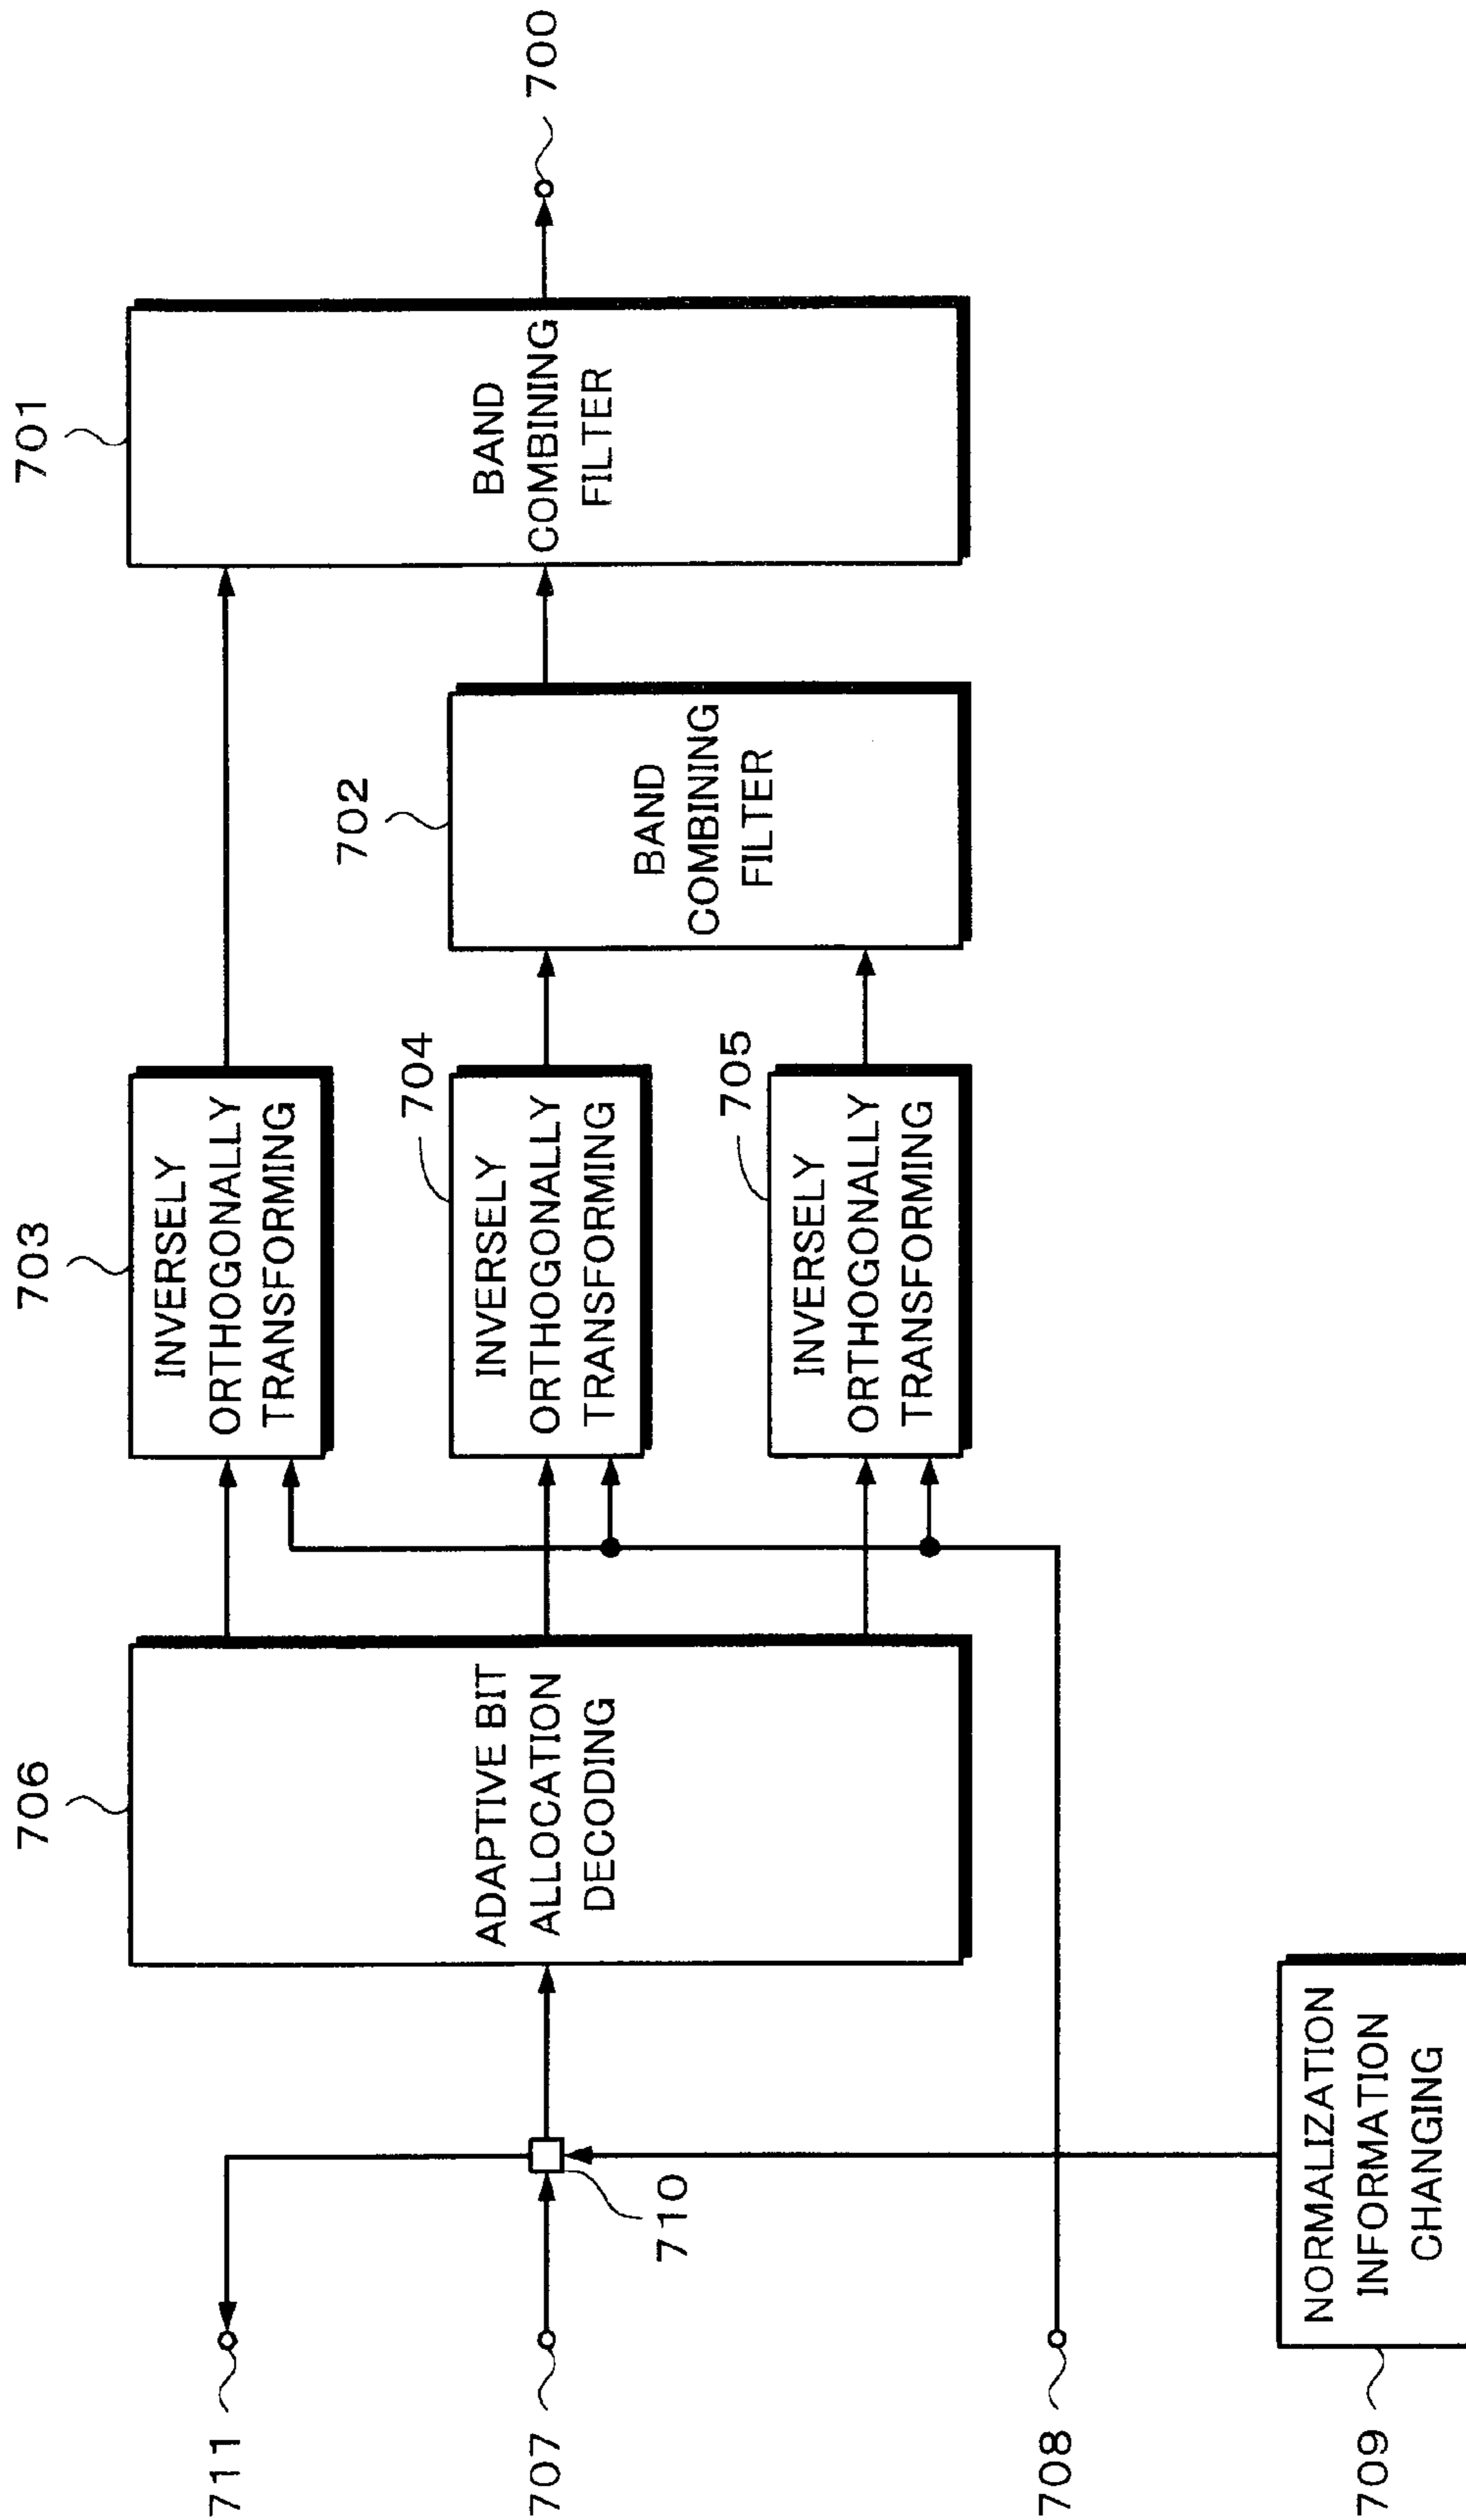 711
707
708
709
710
NORMALIZATION
INFORMATION
CHANGING
706
ADAPTIVE BIT
ALLOCATION
DECODING
703
INVERSELY
ORTHOGONALLY
TRANSFORMING
704
INVERSELY
ORTHOGONALLY
TRANSFORMING
705
INVERSELY
ORTHOGONALLY
TRANSFORMING
702
BAND
COMBINING
FILTER
701
BAND
COMBINING
FILTER
700